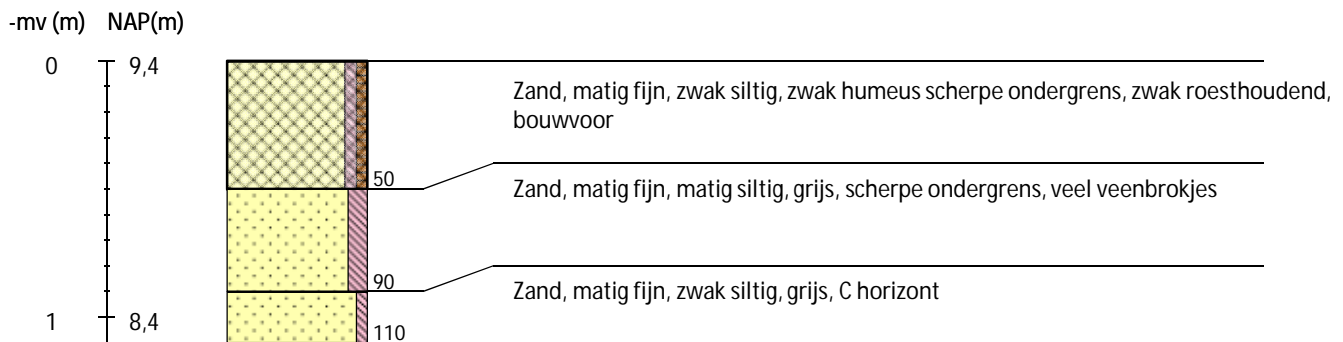 -mv (m) NAP(m)
0 9,4
Zand, matig fijn, zwak siltig, zwak humeus scherpe ondergrens, zwak roesthoudend,
bouwvoor
50
Zand, matig fijn, matig siltig, grijs, scherpe ondergrens, veel veenbrokjes
90
Zand, matig fijn, zwak siltig, grijs, C horizont
1 8,4
110